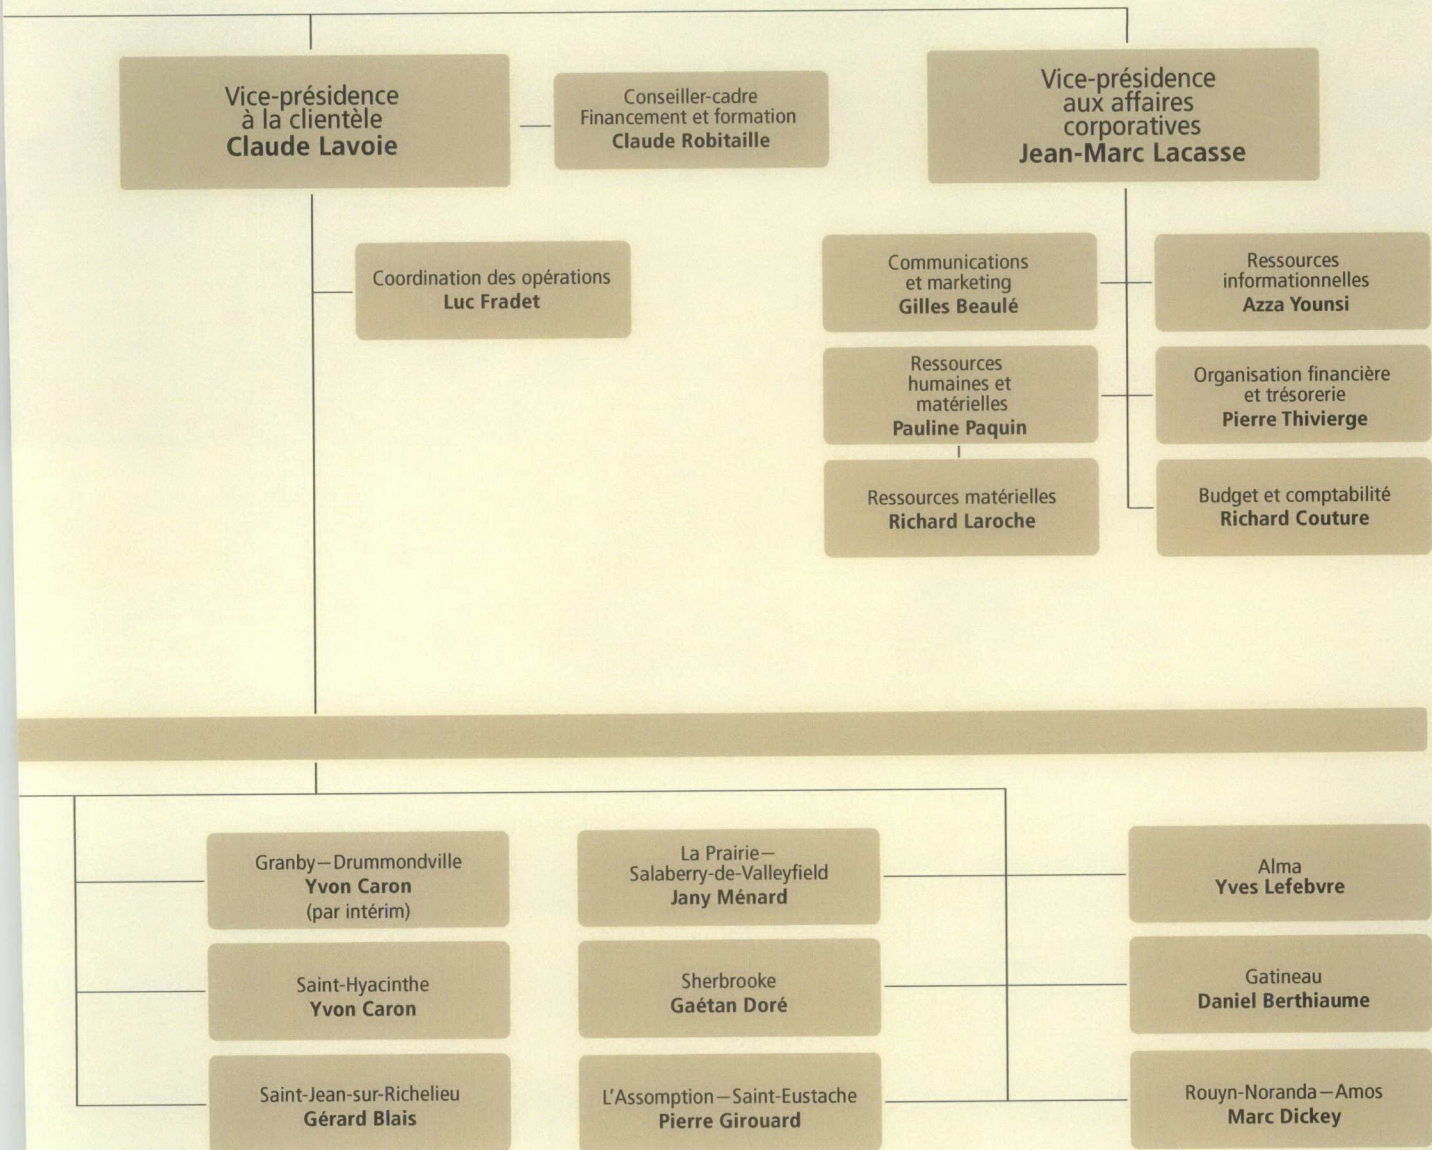 Vice-présidence
à la clientèle
Claude Lavoie
Conseiller-cadre
Financement et formation
Claude Robitaille
Vice-présidence
aux affaires
corporatives
Jean-Marc Lacasse
Coordination des opérations
Luc Fradet
Communications
et marketing
Gilles Beaulé
Ressources
informationnelles
Azza Younsi
Ressources
humaines et
matérielles
Pauline Paquin
Organisation financière
et trésorerie
Pierre Thivierge
Ressources matérielles
Richard Laroche
Budget et comptabilité
Richard Couture
Granby—Drummondville
Yvon Caron
(par intérim)
La Prairie—
Salaberry-de-Valleyfield
Jany Ménard
Alma
Yves Lefebvre
Saint-Hyacinthe
Yvon Caron
Sherbrooke
Gaétan Doré
Gatineau
Daniel Berthiaume
Saint-Jean-sur-Richelieu
Gérard Blais
L'Assomption—Saint-Eustache
Pierre Girouard
Rouyn-Noranda—Amos
Marc Dickey